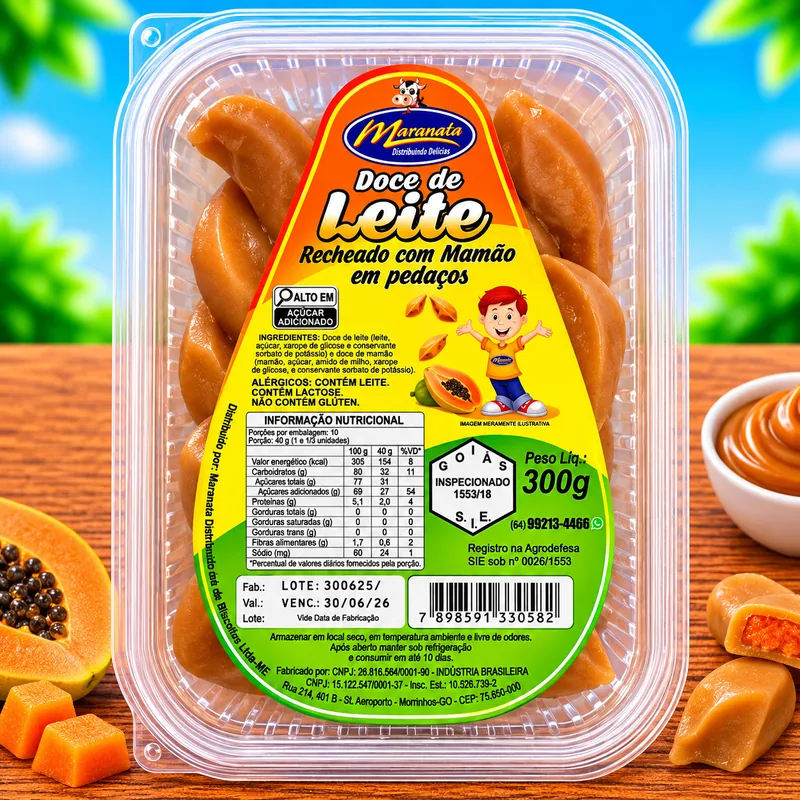 Maranata
Distribuindo Delícias
Doce de
Leite
Recheado com Mamão
em pedaços
ALTO EM
AÇÚCAR
ADICIONADO
INGREDIENTES: Doce de leite (leite,
açúcar, xarope de glicose e conservante
sorbato de potássio) e doce de mamão
(mamão, açúcar, amido de milho, xarope
de glicose, e conservante sorbato de potássio).
ALÉRGICOS: CONTÉM LEITE.
CONTÉM LACTOSE.
NÃO CONTÉM GLÚTEN.
Maranata
IMAGEM MERAMENTE ILUSTRATIVA
INFORMAÇÃO NUTRICIONAL
Porções por embalagem: 10
Porção: 40 g (1 e 1/3 unidades)
100 g 40 g %VD*
Valor energético (kcal) 305 154 8
Carboidratos (g) 80 32 11
Açúcares totais (g) 77 31
Açúcares adicionados (g) 69 27 54
Proteínas (g) 5,1 2,0 4
Gorduras totais (g) 0 0 0
Gorduras saturadas (g) 0 0 0
Gorduras trans (g) 0 0 0
Fibras alimentares (g) 1,7 0,6 2
Sódio (mg) 60 24 1
*Percentual de valores diários fornecidos pela porção.
GOIÁS
INSPECIONADO
1553/18
S.I.E.
Peso Líq.:
300g
(64) 99213-4466
Registro na Agrodefesa
SIE sob nº 0026/1553
Distribuido por: Maranata Distribuido de Biscoitos Ltda-ME
Fab.: LOTE: 300625/
Val.: VENC.: 30/06/26
Lote: Vide Data de Fabricação
7 898591 330582
Armazenar em local seco, em temperatura ambiente e livre de odores.
Após aberto manter sob refrigeração
e consumir em até 10 dias.
Fabricado por: CNPJ: 26.816.564/0001-90 - INDÚSTRIA BRASILEIRA
CNPJ: 15.122.547/0001-37 - Insc. Est.: 10.526.739-2
Rua 214, 401 B - St. Aeroporto - Morrinhos-GO - CEP: 75.650-000